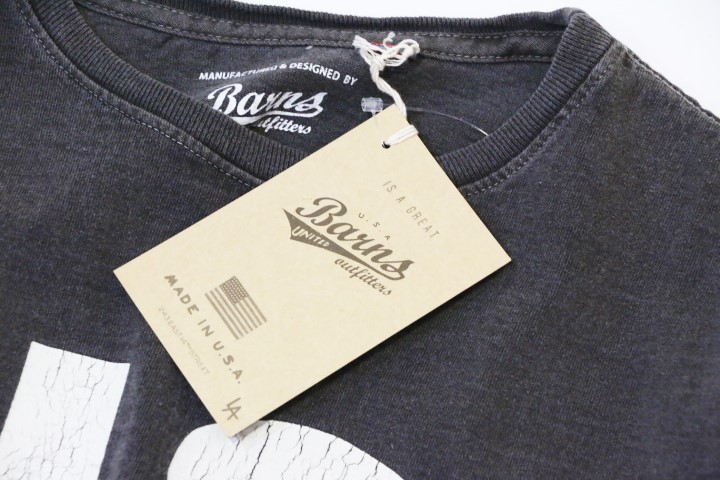 MANUFACTURED & DESIGNED BY
Barns
outfitters
IS A GREAT
U.S.A
Barns
UNITED
outfitters
MADE IN U.S.A.
LA